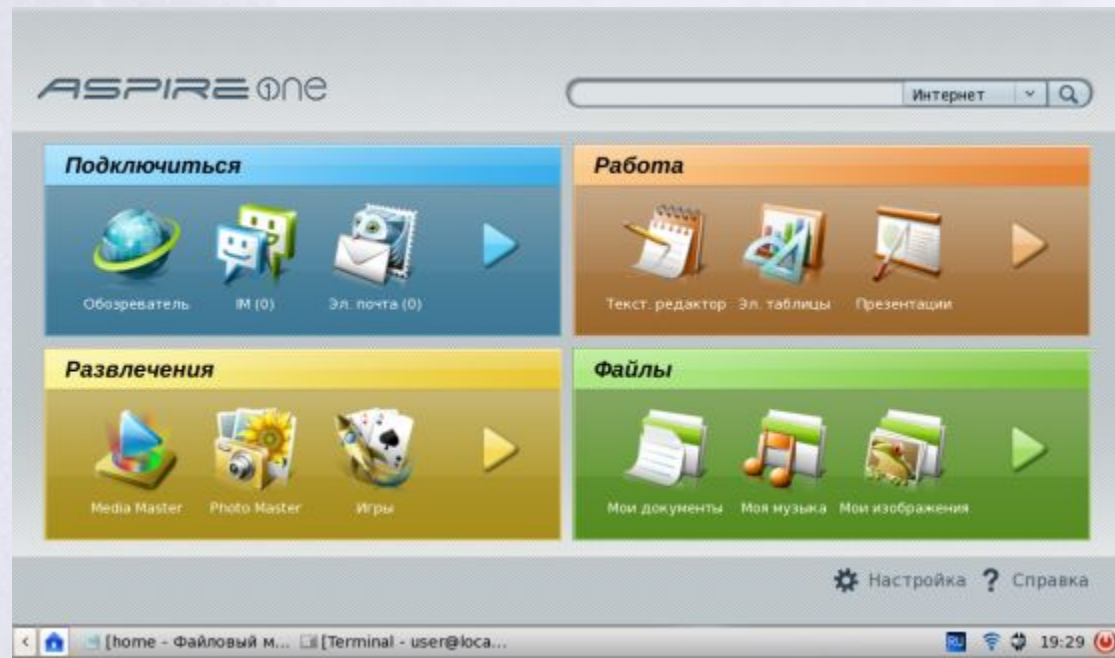 ASPIRE one
Интернет
Подключиться
Обозреватель IM (0) Эл. почта (0)
Работа
Текст. редактор Эл. таблицы Презентации
Развлечения
Media Master Photo Master Игры
Файлы
Мои документы Моя музыка Мои изображения
Настройка ? Справка
< [home - Файловый м... [Terminal - user@loca... RU 19:29